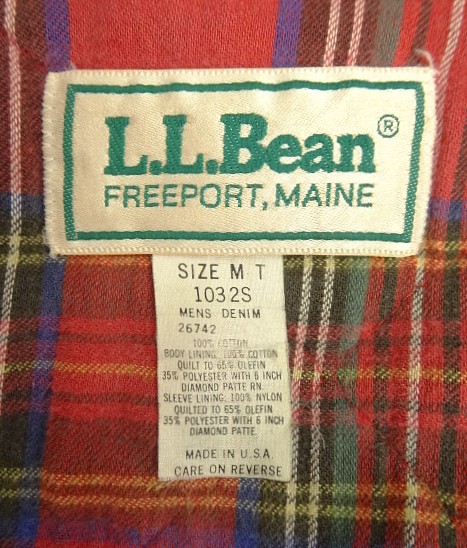 L.L.Bean®
FREEPORT, MAINE
SIZE M T
1032S
MENS DENIM
26742
100% COTTON
BODY LINING: 100% COTTON
QUILT TO 65% OLEFIN
35% POLYESTER WITH 6 INCH
DIAMOND PATTE RN.
SLEEVE LINING: 100% NYLON
QUILTED TO 65% OLEFIN
35% POLYESTER WITH 6 INCH
DIAMOND PATTE
MADE IN U.S.A.
CARE ON REVERSE